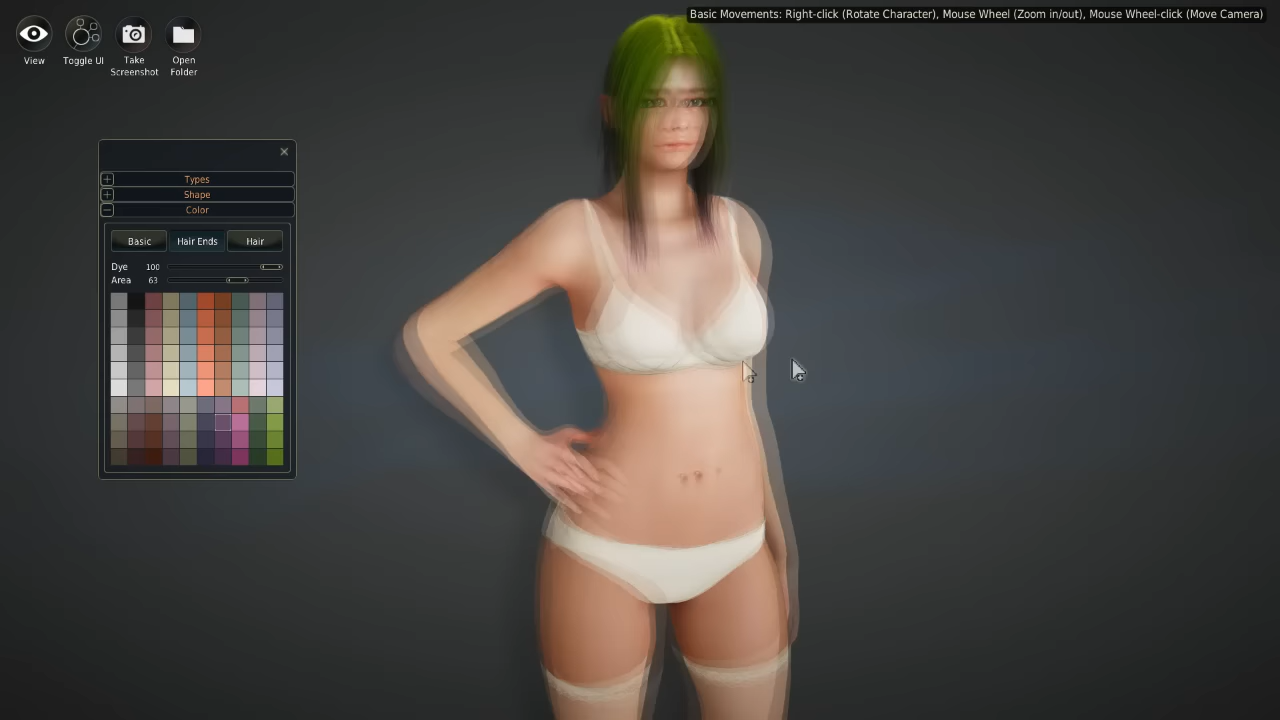 Basic Movements: Right-click (Rotate Character), Mouse Wheel (Zoom in/out), Mouse Wheel-click (Move Camera)
View
Toggle UI
Take Screenshot
Open Folder
Types
Shape
Color
Basic
Hair Ends
Hair
Dye 100
Area 63